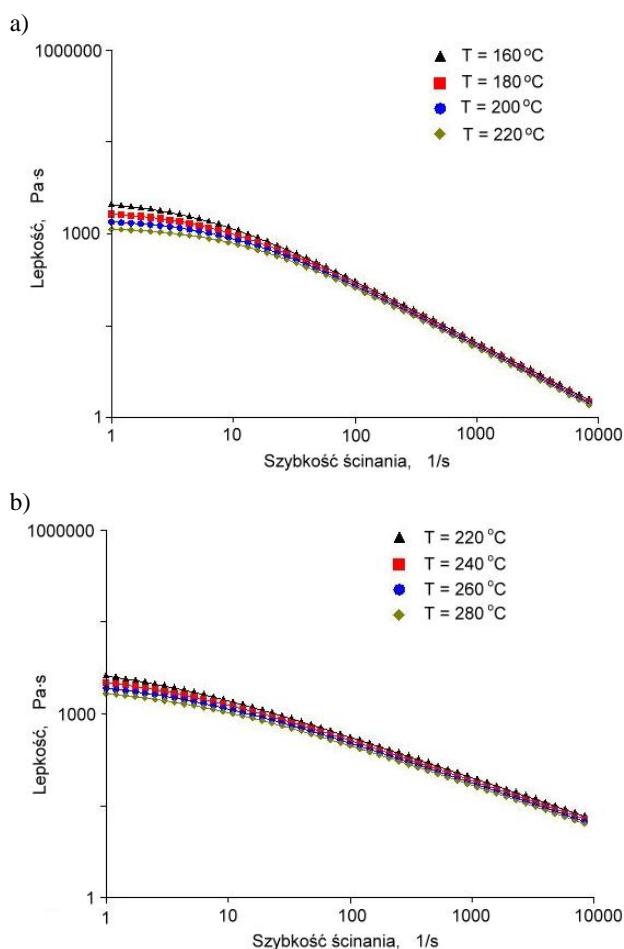 a)
1000000
T = 160 °C
T = 180 °C
T = 200 °C
T = 220 °C
Lepkość, Pa·s
1000
1
1
10
100
1000
10000
Szybkość ścinania, 1/s
b)
1000000
T = 220 °C
T = 240 °C
T = 260 °C
T = 280 °C
Lepkość, Pa·s
1000
1
1
10
100
1000
10000
Szybkość ścinania, 1/s